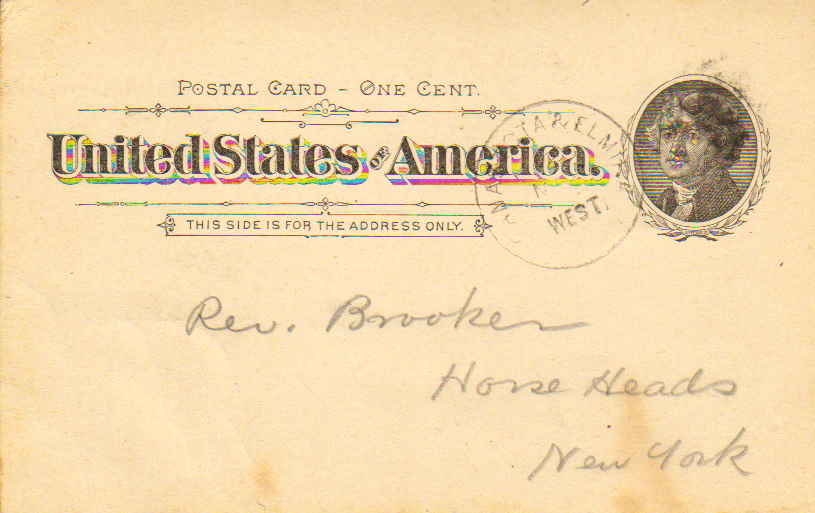 POSTAL CARD - ONE CENT.
United States OF America.
THIS SIDE IS FOR THE ADDRESS ONLY.
& ELMIRA
WEST
Rev. Brooker
Horse Heads
New York